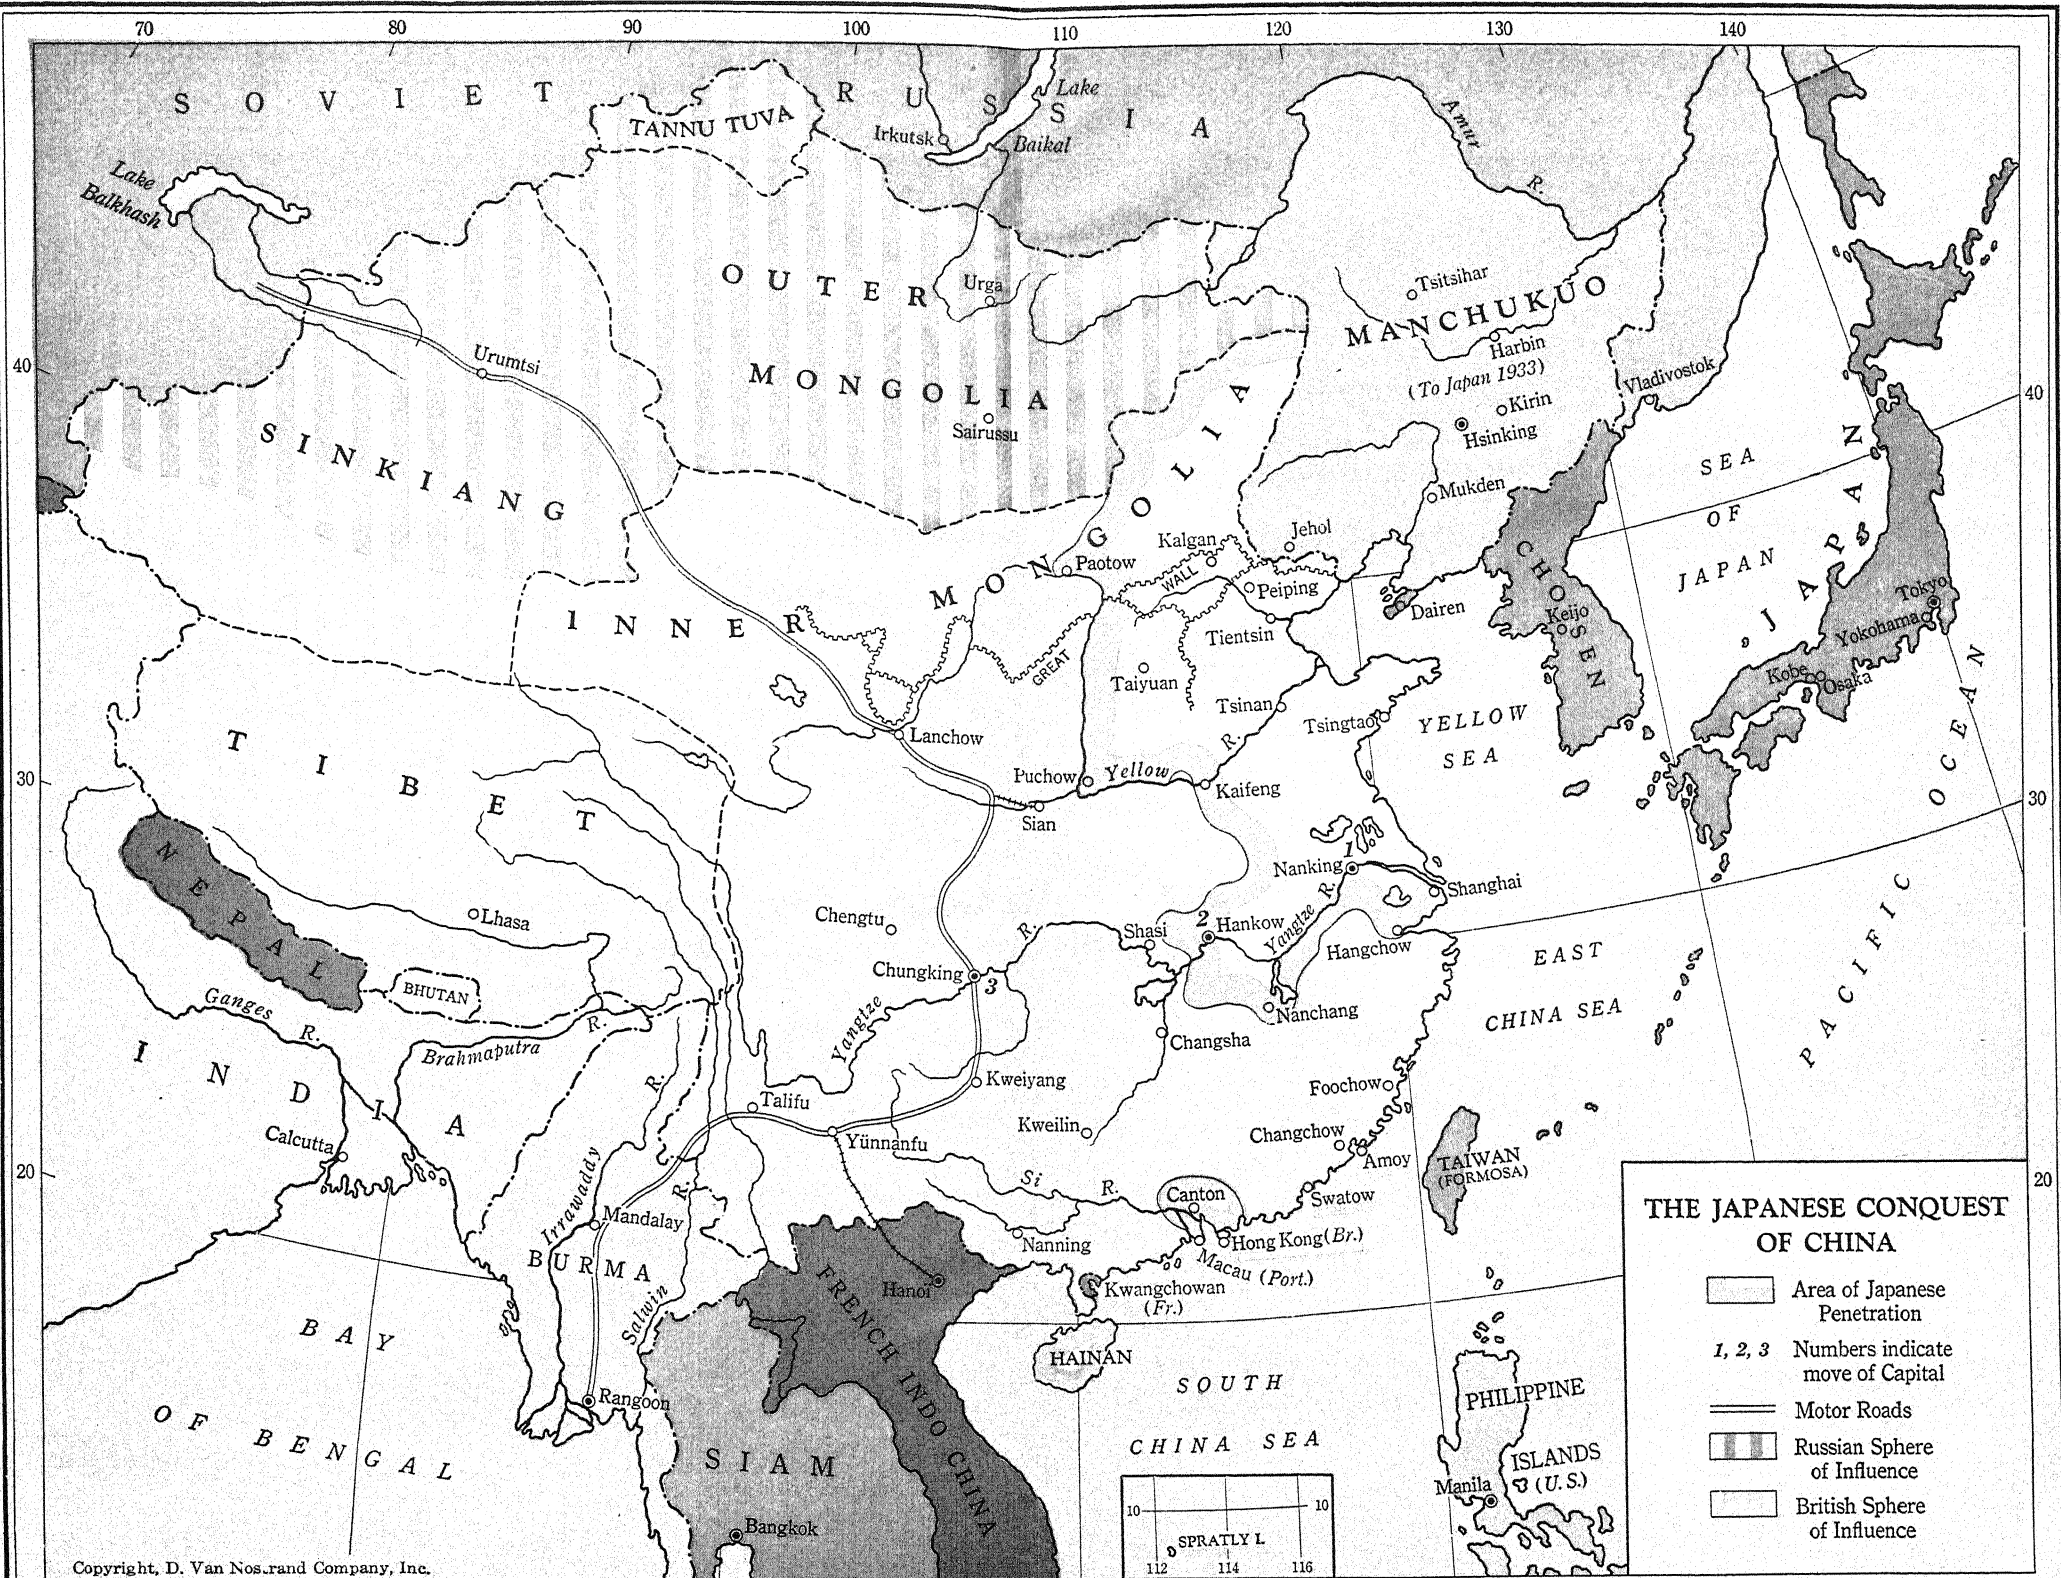 70 80 90 100 110 120 130 140
SOVIET RUSSIA
TANNU TUVA
Irkutsk
Lake
Baikal
Amur
R.
Lake
Balkhash
OUTER
MONGOLIA
Urga
Sairussu
Tsitsihar
MANCHUKUO
Harbin
(To Japan 1933)
Kirin
Hsinking
Vladivostok
Mukden
40
40
Urumtsi
SINKIANG
INNER MONGOLIA
Paotow
Kalgan
Jehol
GREAT
WALL
Peiping
Tientsin
Dairen
CHOSEN
Keijo
SEA
OF
JAPAN
JAPAN
Tokyo
Yokohama
Kobe
Osaka
Taiyuan
Tsinan
Tsingtao
YELLOW
SEA
Lanchow
Puchow
Yellow
R.
Kaifeng
Sian
PACIFIC OCEAN
30
30
TIBET
NEPAL
Lhasa
BHUTAN
Chengtu
Chungking
3
R.
Shasi
2
Hankow
Nanking
1
Shanghai
Yangtze R.
Hangchow
Nanchang
Changsha
Yangtze
EAST
CHINA SEA
Ganges
R.
Brahmaputra
R.
INDIA
Calcutta
Kweiyang
Talifu
Yünnanfu
Kweilin
Foochow
Changchow
Amoy
Swatow
TAIWAN
(FORMOSA)
20
20
Irrawaddy
R.
Mandalay
BURMA
Salwin
R.
Rangoon
Si
R.
Canton
Nanning
Hong Kong (Br.)
Macau (Port.)
Kwangchowan
(Fr.)
Hanoi
FRENCH INDO CHINA
HAINAN
SIAM
Bangkok
BAY
OF BENGAL
SOUTH
CHINA SEA
PHILIPPINE
ISLANDS
(U.S.)
Manila
10 10
SPRATLY I.
112 114 116
THE JAPANESE CONQUEST
OF CHINA
Area of Japanese
Penetration
1, 2, 3 Numbers indicate
move of Capital
Motor Roads
Russian Sphere
of Influence
British Sphere
of Influence
Copyright, D. Van Nostrand Company, Inc.